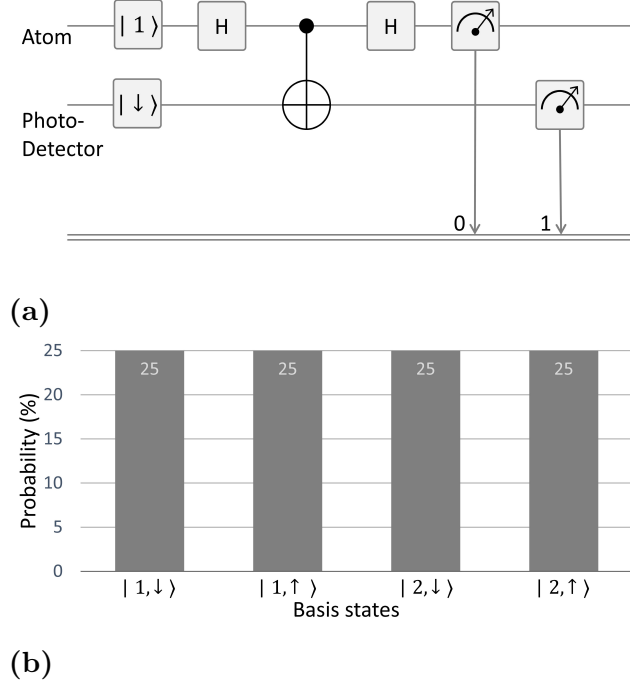 Atom
| 1 ⟩
H
H
Photo-
Detector
| ↓ ⟩
0
1
(a)
Probability (%)
25
20
15
10
5
0
25
25
25
25
| 1,↓ ⟩
| 1,↑ ⟩
| 2,↓ ⟩
| 2,↑ ⟩
Basis states
(b)